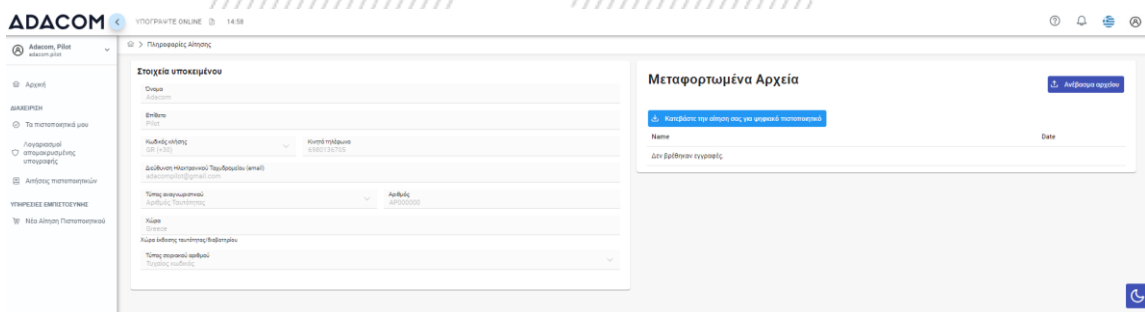 ADACOM
ΥΠΟΓΡΑΨΤΕ ONLINE 14:58
Adacom, Pilot
adacom.pilot
Πληροφορίες Αίτησης
Αρχική
ΔΙΑΧΕΙΡΙΣΗ
Τα πιστοποιητικά μου
Λογαριασμοί
απομακρυσμένης
υπογραφής
Αιτήσεις πιστοποιητικών
ΥΠΗΡΕΣΙΕΣ ΕΜΠΙΣΤΟΣΥΝΗΣ
Νέα Αίτηση Πιστοποιητικού
Στοιχεία υποκειμένου
Όνομα
Adacom
Επίθετο
Pilot
Κωδικός κλήσης
GR (+30)
Κινητό τηλέφωνο
6980136705
Διεύθυνση Ηλεκτρονικού Ταχυδρομείου (email)
adacompilot@gmail.com
Τύπος αναγνωριστικού
Αριθμός Ταυτότητας
Αριθμός
AP000000
Χώρα
Greece
Χώρα έκδοσης ταυτότητας/διαβατηρίου
Τύπος σειριακού αριθμού
Τυχαίος κωδικός
Μεταφορτωμένα Αρχεία
Ανέβασμα αρχείου
Κατεβάστε την αίτηση σας για ψηφιακό πιστοποιητικό
Name Date
Δεν βρέθηκαν εγγραφές.